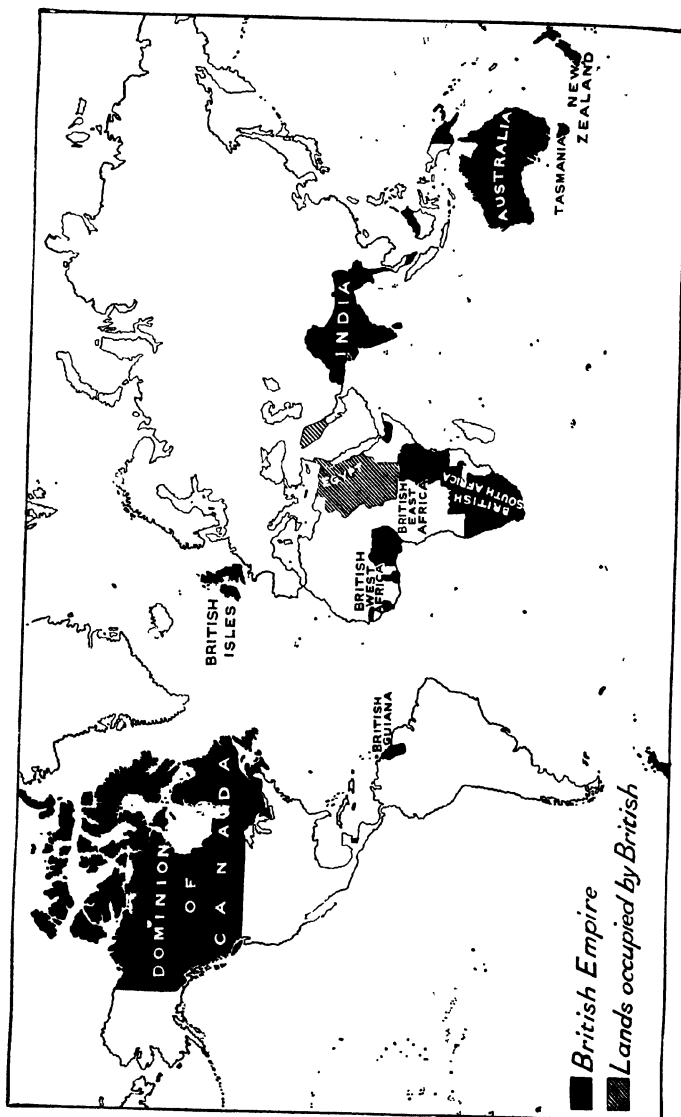 DOMINION
OF
CANADA
BRITISH
ISLES
BRITISH
GUIANA
BRITISH
WEST
AFRICA
EGYPT
BRITISH
EAST
AFRICA
BRITISH
SOUTH AFRICA
INDIA
AUSTRALIA
TASMANIA
NEW
ZEALAND
British Empire
Lands occupied by British